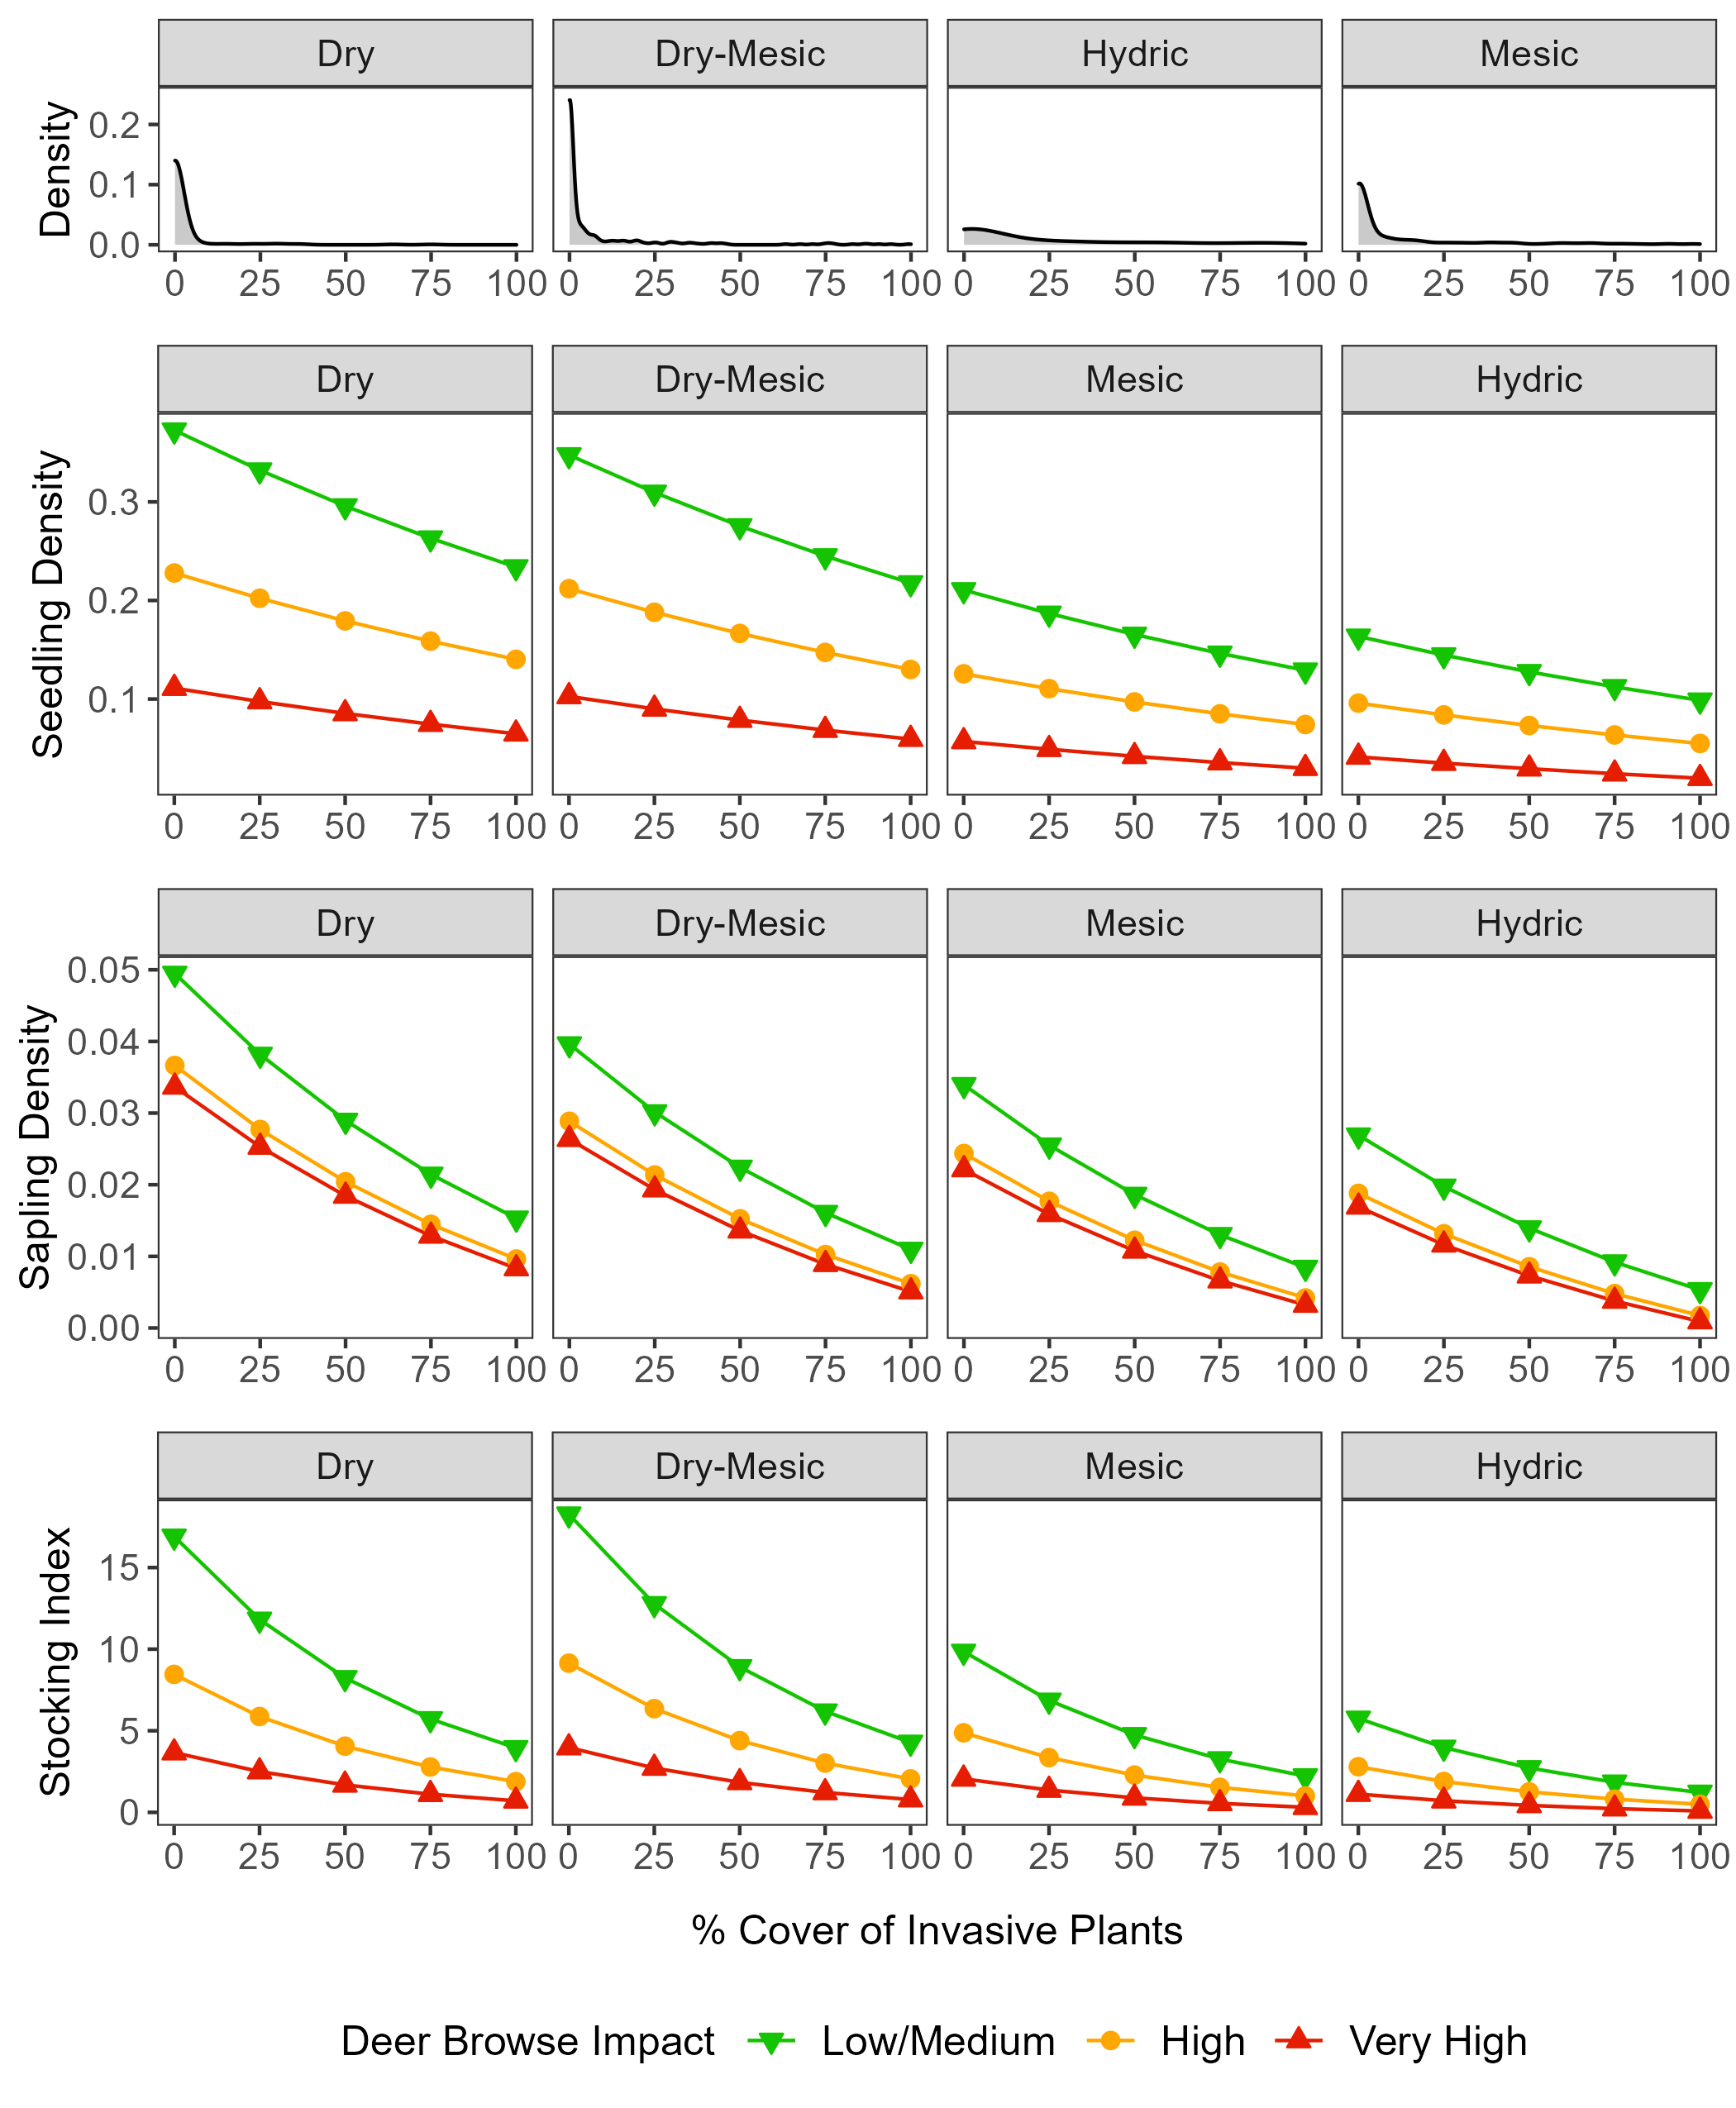 Dry Dry-Mesic Hydric Mesic
Density
0.2
0.1
0.0
0 25 50 75 100 0 25 50 75 100 0 25 50 75 100 0 25 50 75 100
Dry Dry-Mesic Mesic Hydric
Seedling Density
0.3
0.2
0.1
0 25 50 75 100 0 25 50 75 100 0 25 50 75 100 0 25 50 75 100
Dry Dry-Mesic Mesic Hydric
Sapling Density
0.05
0.04
0.03
0.02
0.01
0.00
0 25 50 75 100 0 25 50 75 100 0 25 50 75 100 0 25 50 75 100
Dry Dry-Mesic Mesic Hydric
Stocking Index
15
10
5
0
0 25 50 75 100 0 25 50 75 100 0 25 50 75 100 0 25 50 75 100
% Cover of Invasive Plants
Deer Browse Impact Low/Medium High Very High